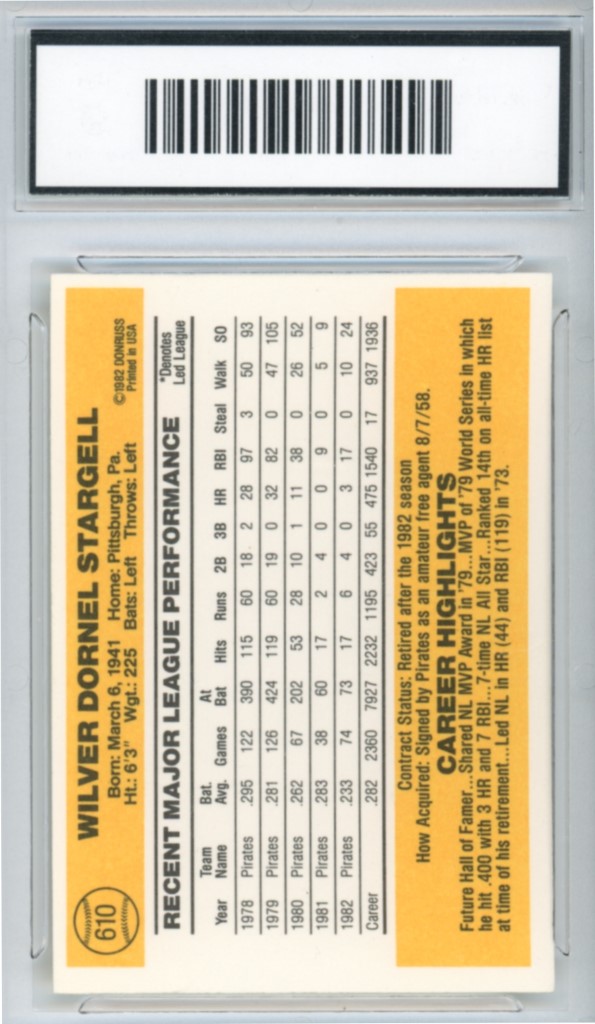 610
WILVER DORNEL STARGELL
©1982 DONRUSS
Printed in USA
Born: March 6, 1941 Home: Pittsburgh, Pa.
Ht.: 6'3" Wgt.: 225 Bats: Left Throws: Left
RECENT MAJOR LEAGUE PERFORMANCE
*Denotes
Led League
Year Team Name Bat. Avg. Games At Bat Hits Runs 2B 3B HR RBI Steal Walk SO
1978 Pirates .295 122 390 115 60 18 2 28 97 3 50 93
1979 Pirates .281 126 424 119 60 19 0 32 82 0 47 105
1980 Pirates .262 67 202 53 28 10 1 11 38 0 26 52
1981 Pirates .283 38 60 17 2 4 0 0 9 0 5 9
1982 Pirates .233 74 73 17 6 4 0 3 17 0 10 24
Career .282 2360 7927 2232 1195 423 55 475 1540 17 937 1936
Contract Status: Retired after the 1982 season
How Acquired: Signed by Pirates as an amateur free agent 8/7/58.
CAREER HIGHLIGHTS
Future Hall of Famer...Shared NL MVP Award in '79...MVP of '79 World Series in which
he hit .400 with 3 HR and 7 RBI...7-time NL All Star...Ranked 14th on all-time HR list
at time of his retirement...Led NL in HR (44) and RBI (119) in '73.